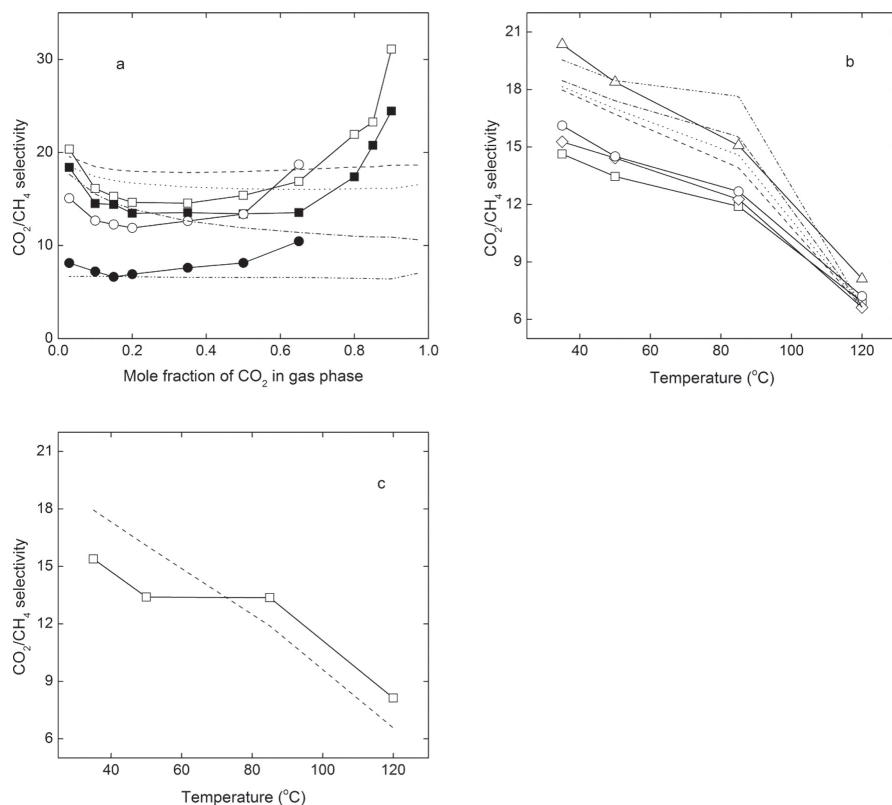 a
30
20
10
0
CO₂/CH₄ selectivity
0.0 0.2 0.4 0.6 0.8 1.0
Mole fraction of CO₂ in gas phase
b
21
18
15
12
9
6
CO₂/CH₄ selectivity
40 60 80 100 120
Temperature (°C)
c
21
18
15
12
9
6
CO₂/CH₄ selectivity
40 60 80 100 120
Temperature (°C)